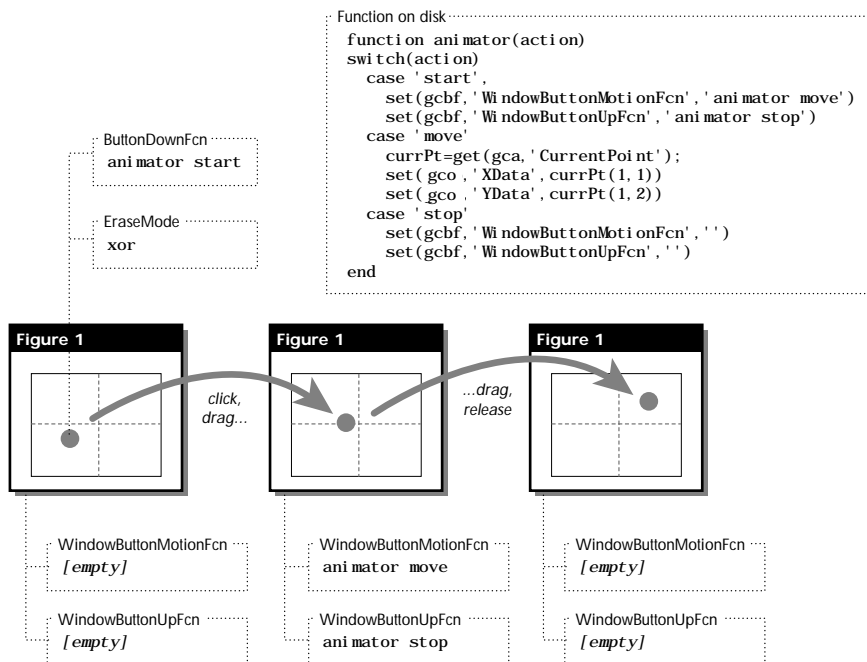 Function on disk
function animator(action)
switch(action)
case 'start',
set(gcbf,'WindowButtonMotionFcn','animator move')
set(gcbf,'WindowButtonUpFcn','animator stop')
case 'move'
currPt=get(gca,'CurrentPoint');
set(gco,'XData',currPt(1,1))
set(gco,'YData',currPt(1,2))
case 'stop'
set(gcbf,'WindowButtonMotionFcn','')
set(gcbf,'WindowButtonUpFcn','')
end
ButtonDownFcn
animator start
EraseMode
xor
Figure 1
Figure 1
Figure 1
click,
drag...
...drag,
release
WindowButtonMotionFcn
[empty]
WindowButtonMotionFcn
animator move
WindowButtonMotionFcn
[empty]
WindowButtonUpFcn
[empty]
WindowButtonUpFcn
animator stop
WindowButtonUpFcn
[empty]